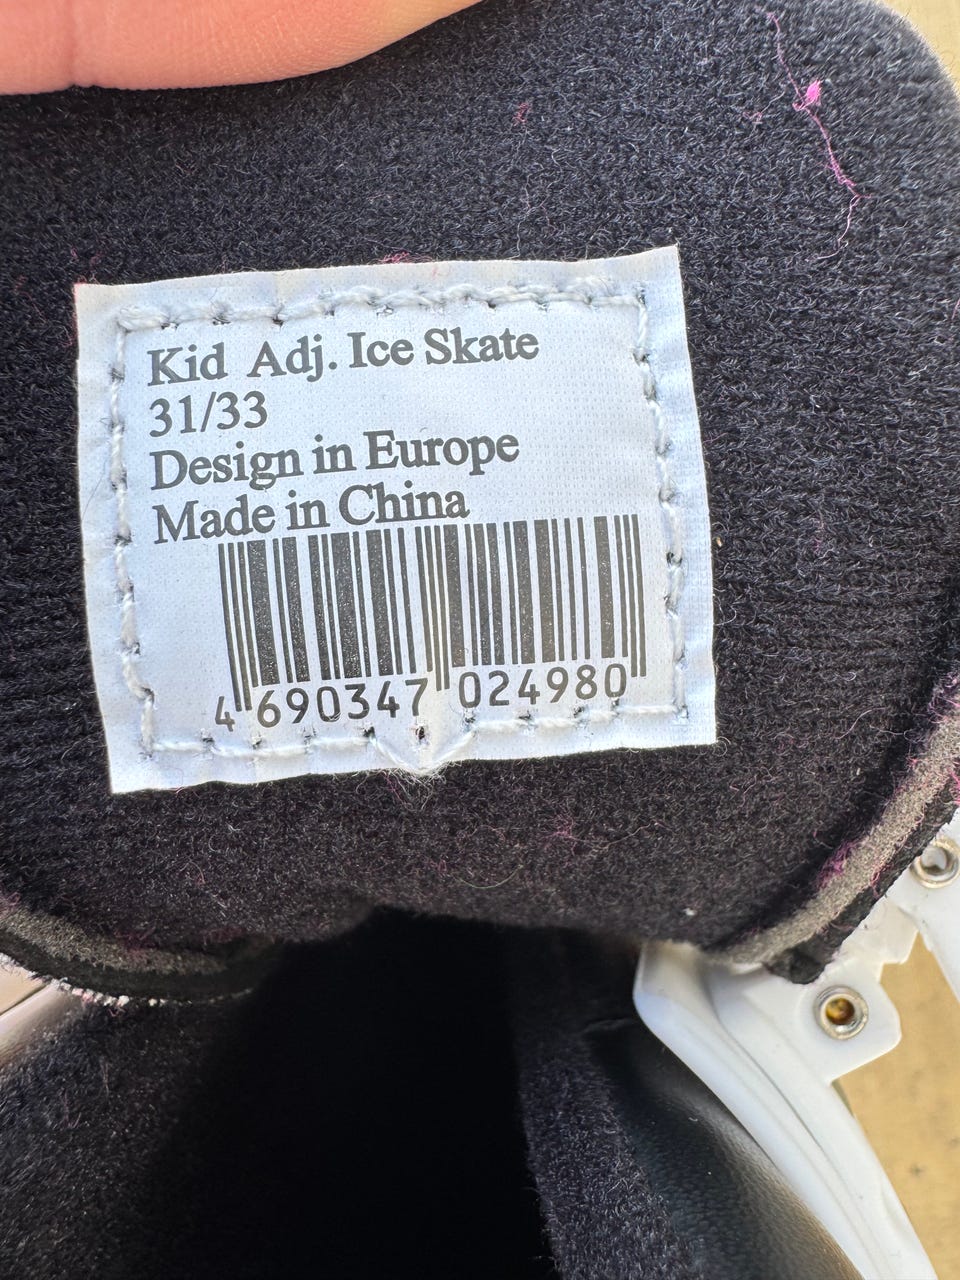 Kid Adj. Ice Skate
31/33
Design in Europe
Made in China
4 690347 024980